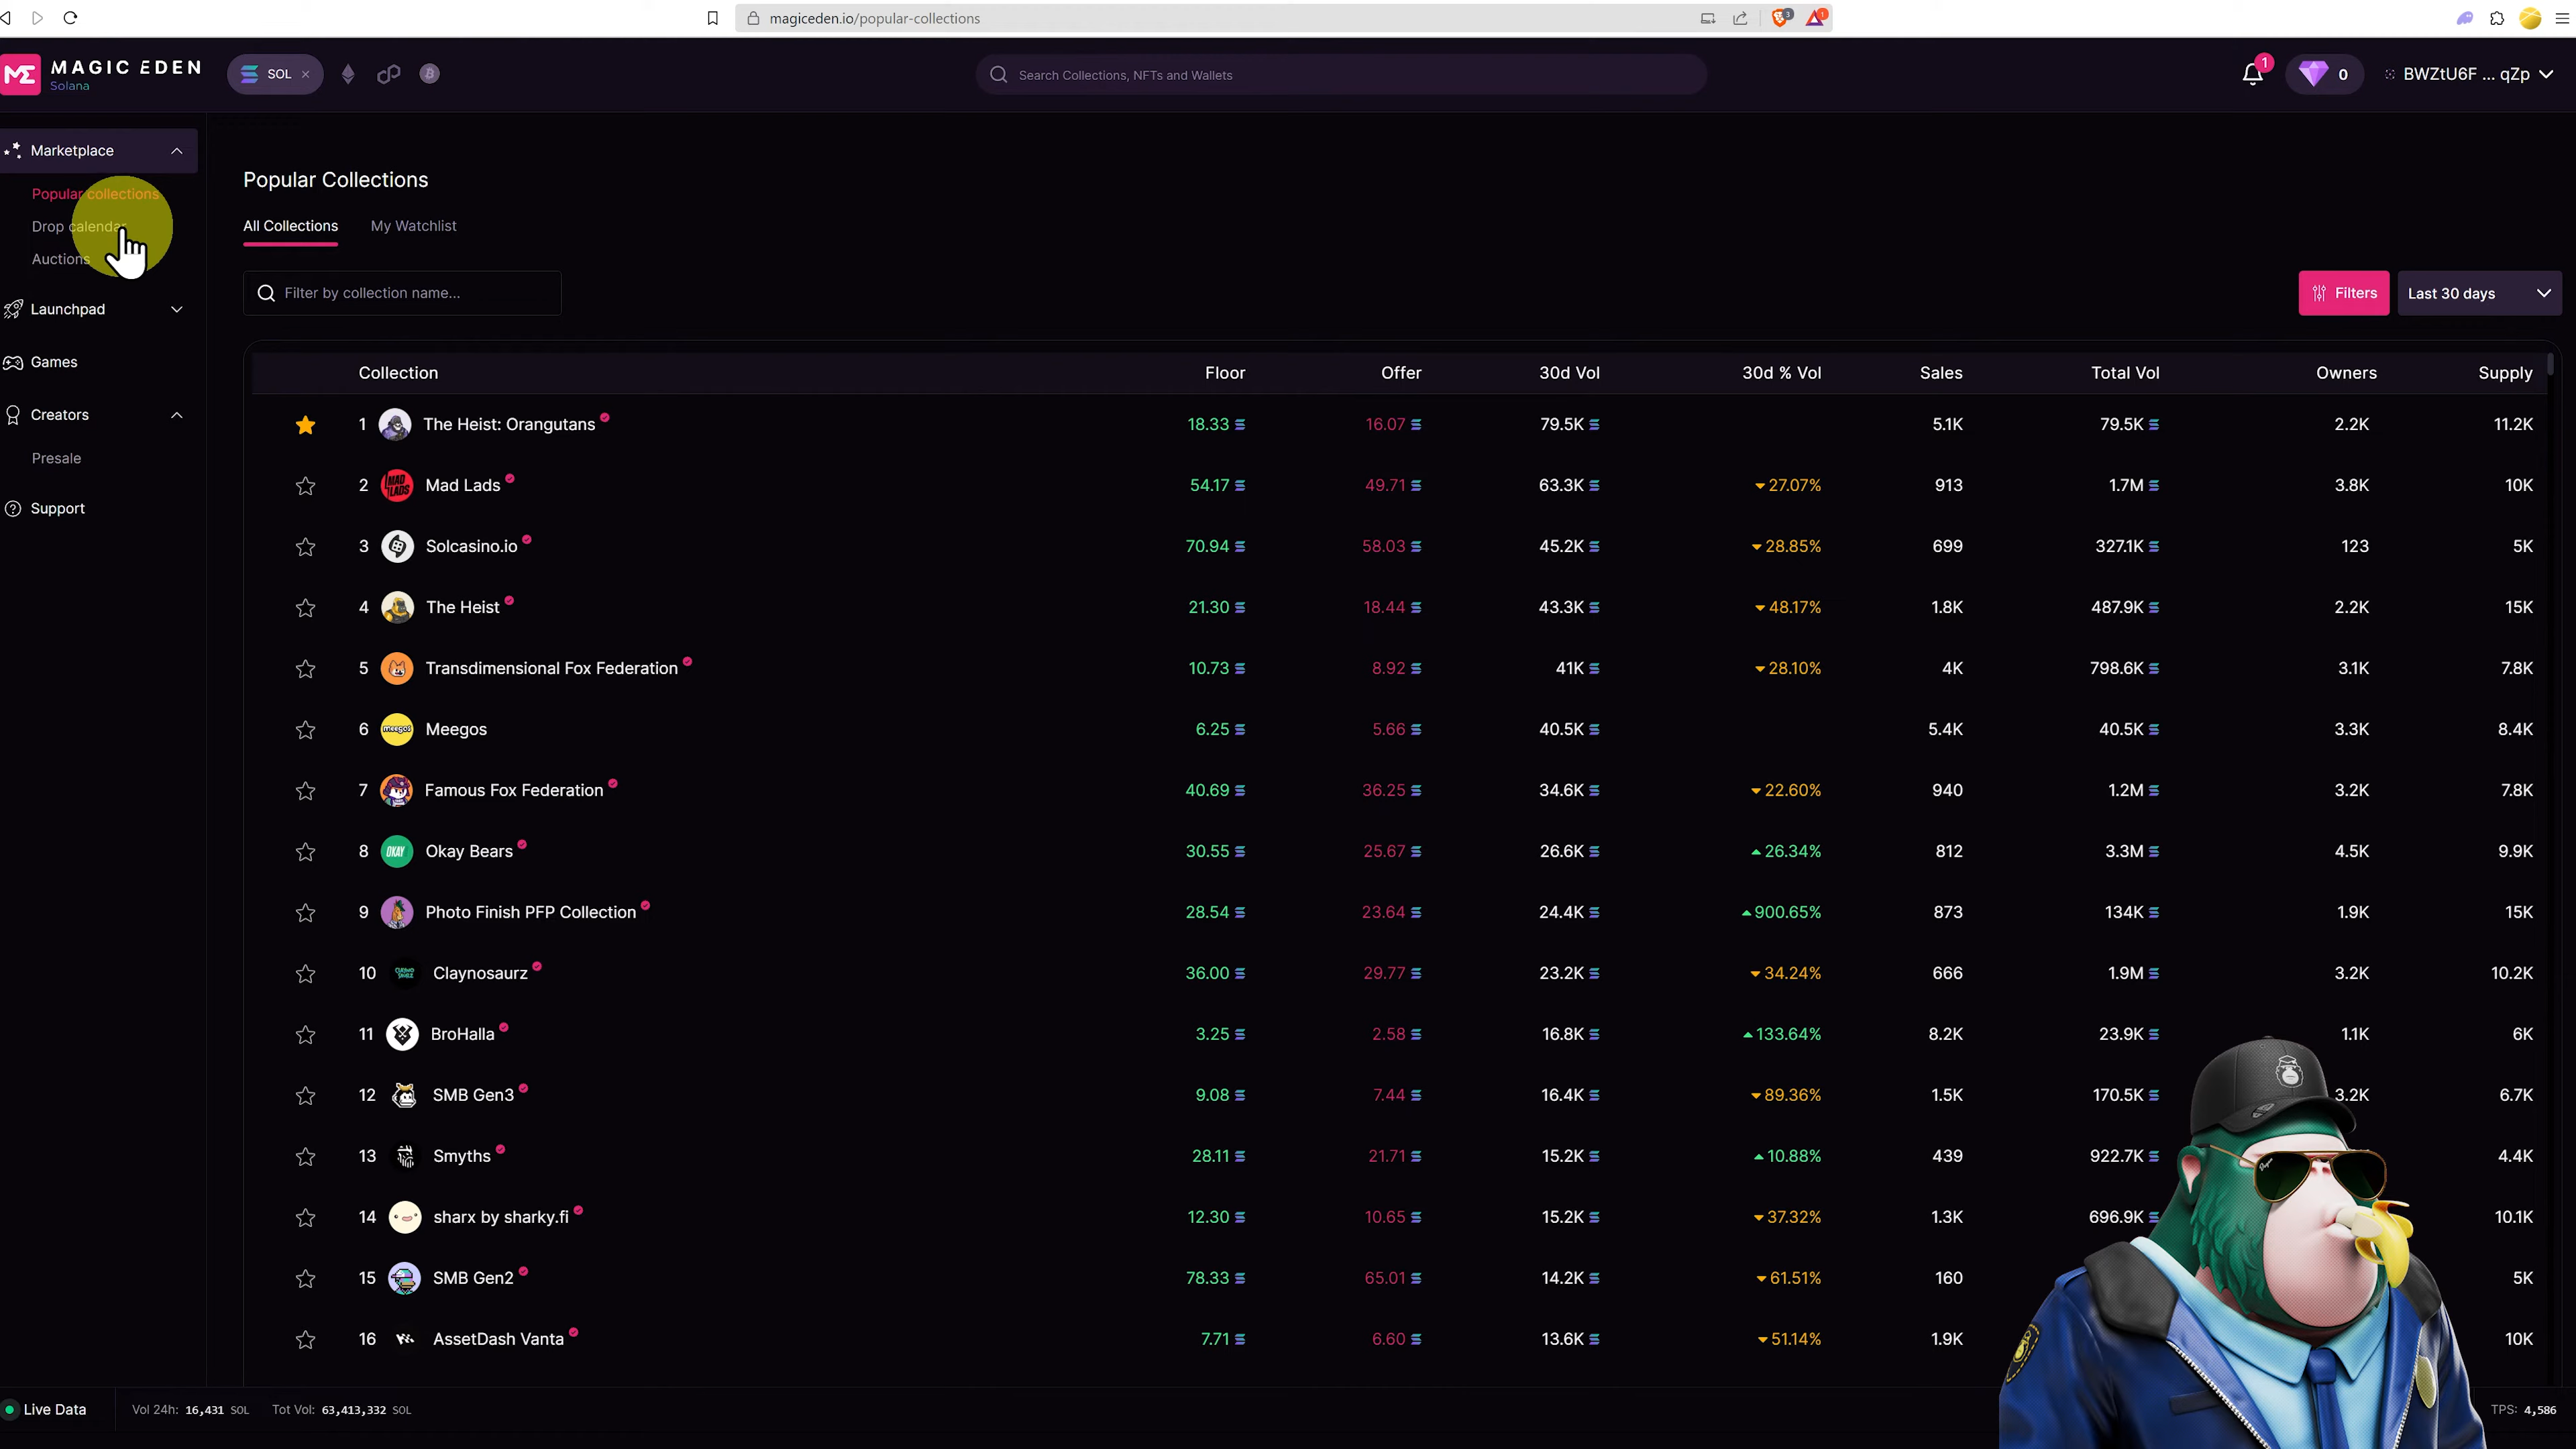 magiceden.io/popular-collections
3
1
MAGIC EDEN
Solana
SOL ×
Search Collections, NFTs and Wallets
1
0
BWZtU6F ... qZp
Marketplace
Popular collections
Drop calendar
Auctions
Launchpad
Games
Creators
Presale
Support
Popular Collections
All Collections My Watchlist
Filter by collection name...
Filters
Last 30 days
Collection Floor Offer 30d Vol 30d % Vol Sales Total Vol Owners Supply
1 The Heist: Orangutans 18.33 16.07 79.5K 5.1K 79.5K 2.2K 11.2K
2 MAD LADS Mad Lads 54.17 49.71 63.3K 27.07% 913 1.7M 3.8K 10K
3 Solcasino.io 70.94 58.03 45.2K 28.85% 699 327.1K 123 5K
4 The Heist 21.30 18.44 43.3K 48.17% 1.8K 487.9K 2.2K 15K
5 Transdimensional Fox Federation 10.73 8.92 41K 28.10% 4K 798.6K 3.1K 7.8K
6 meegos Meegos 6.25 5.66 40.5K 5.4K 40.5K 3.3K 8.4K
7 Famous Fox Federation 40.69 36.25 34.6K 22.60% 940 1.2M 3.2K 7.8K
8 OKAY Okay Bears 30.55 25.67 26.6K 26.34% 812 3.3M 4.5K 9.9K
9 Photo Finish PFP Collection 28.54 23.64 24.4K 900.65% 873 134K 1.9K 15K
10 Claynosaurz 36.00 29.77 23.2K 34.24% 666 1.9M 3.2K 10.2K
11 BroHalla 3.25 2.58 16.8K 133.64% 8.2K 23.9K 1.1K 6K
12 SMB Gen3 9.08 7.44 16.4K 89.36% 1.5K 170.5K 3.2K 6.7K
13 Smyths 28.11 21.71 15.2K 10.88% 439 922.7K 4.4K
14 sharx by sharky.fi 12.30 10.65 15.2K 37.32% 1.3K 696.9K 10.1K
15 SMB Gen2 78.33 65.01 14.2K 61.51% 160 5K
16 AssetDash Vanta 7.71 6.60 13.6K 51.14% 1.9K 10K
Live Data Vol 24h: 16,431 SOL Tot Vol: 63,413,332 SOL TPS: 4,586